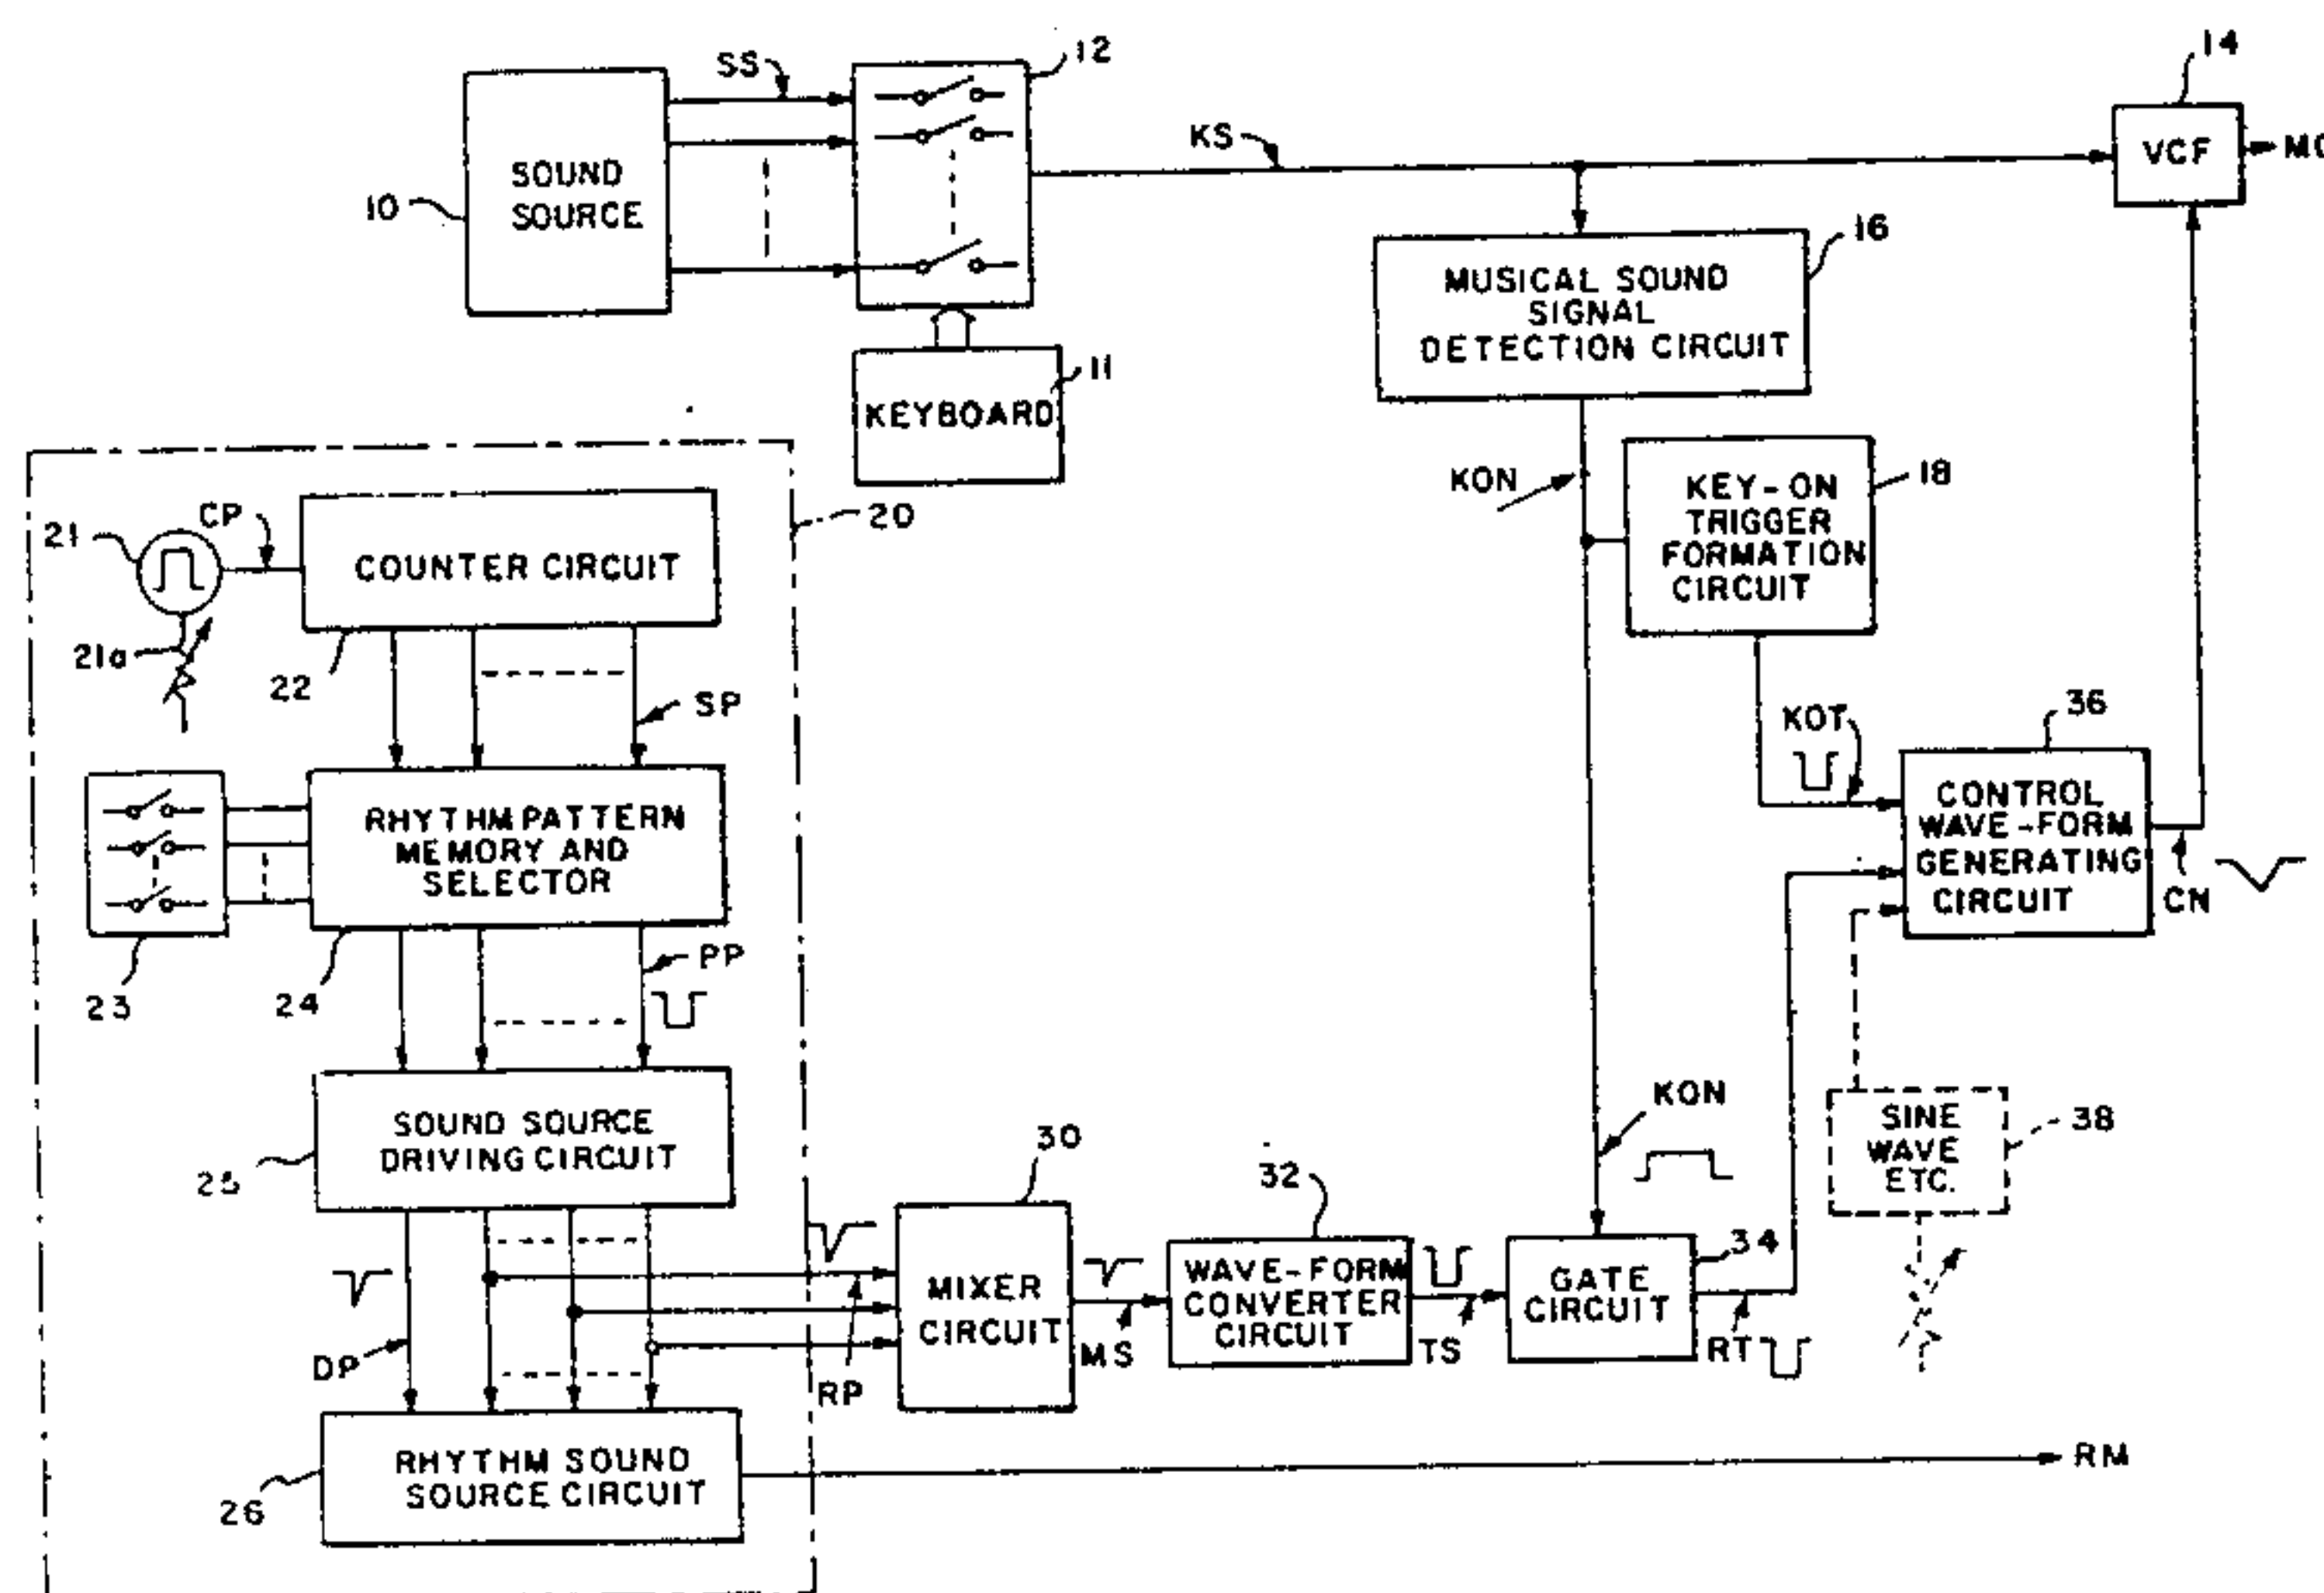 SS
12
14
KS
SOUND
SOURCE
10
VCF
16
MUSICAL SOUND
SIGNAL
DETECTION CIRCUIT
11
KEYBOARD
KON
18
KEY-ON
TRIGGER
FORMATION
CIRCUIT
CP
20
21
COUNTER CIRCUIT
21a
22
SP
KOT
36
CONTROL
WAVE-FORM
GENERATING
CIRCUIT
CN
RHYTHM PATTERN
MEMORY AND
SELECTOR
23
24
PP
SOUND SOURCE
DRIVING CIRCUIT
25
KON
SINE
WAVE
ETC.
38
30
32
34
MIXER
CIRCUIT
WAVE-FORM
CONVERTER
CIRCUIT
GATE
CIRCUIT
DP
RP
MS
TS
RT
RHYTHM SOUND
SOURCE CIRCUIT
26
RM